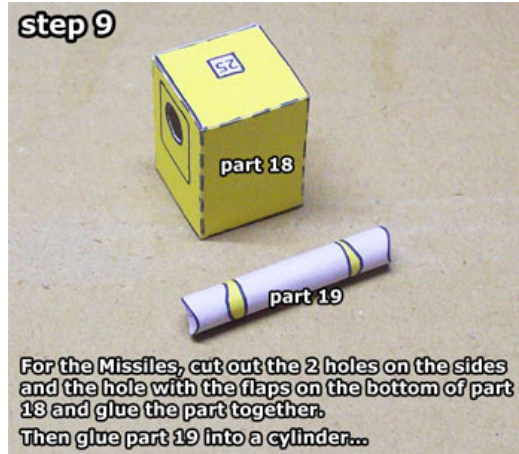 step 9
25
part 18
part 19
For the Missiles, cut out the 2 holes on the sides
and the hole with the flaps on the bottom of part
18 and glue the part together.
Then glue part 19 into a cylinder...